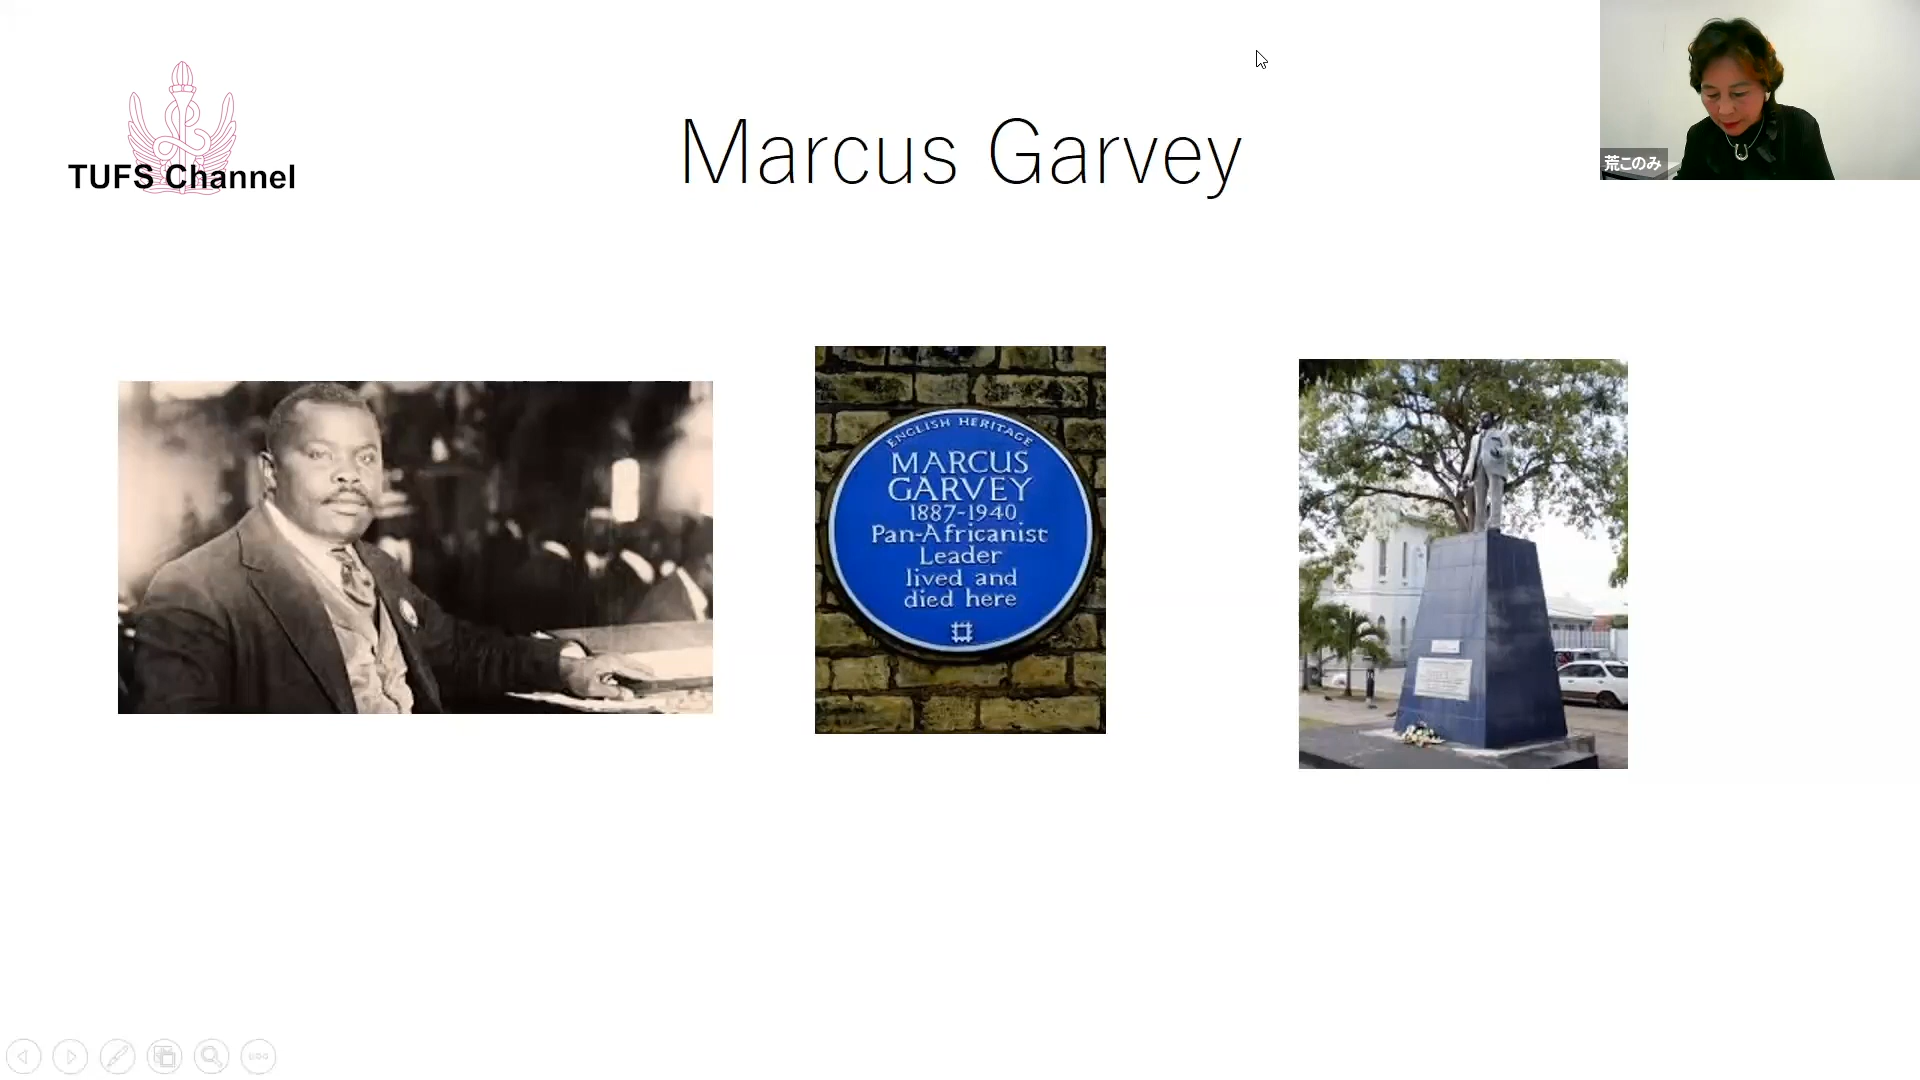 TUFS Channel
Marcus Garvey
荒このみ
ENGLISH HERITAGE
MARCUS
GARVEY
1887-1940
Pan-Africanist
Leader
lived and
died here